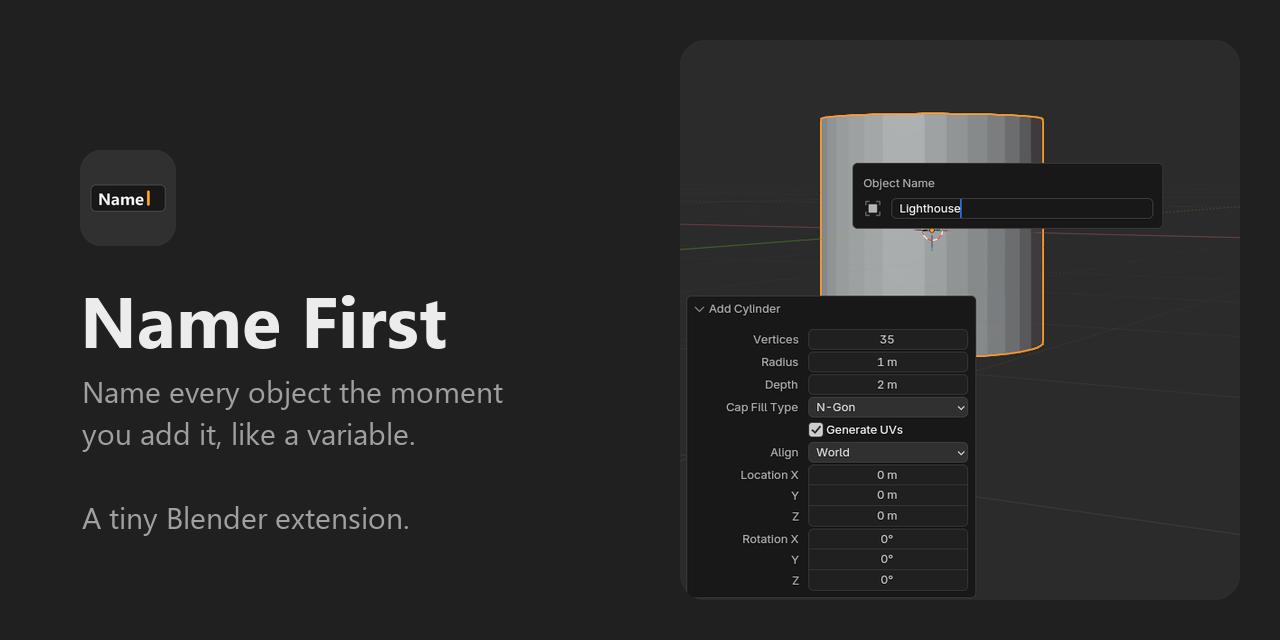 Name
Name First
Name every object the moment
you add it, like a variable.
A tiny Blender extension.
Object Name
Lighthouse
Add Cylinder
Vertices 35
Radius 1 m
Depth 2 m
Cap Fill Type N-Gon
Generate UVs
Align World
Location X 0 m
Y 0 m
Z 0 m
Rotation X 0°
Y 0°
Z 0°